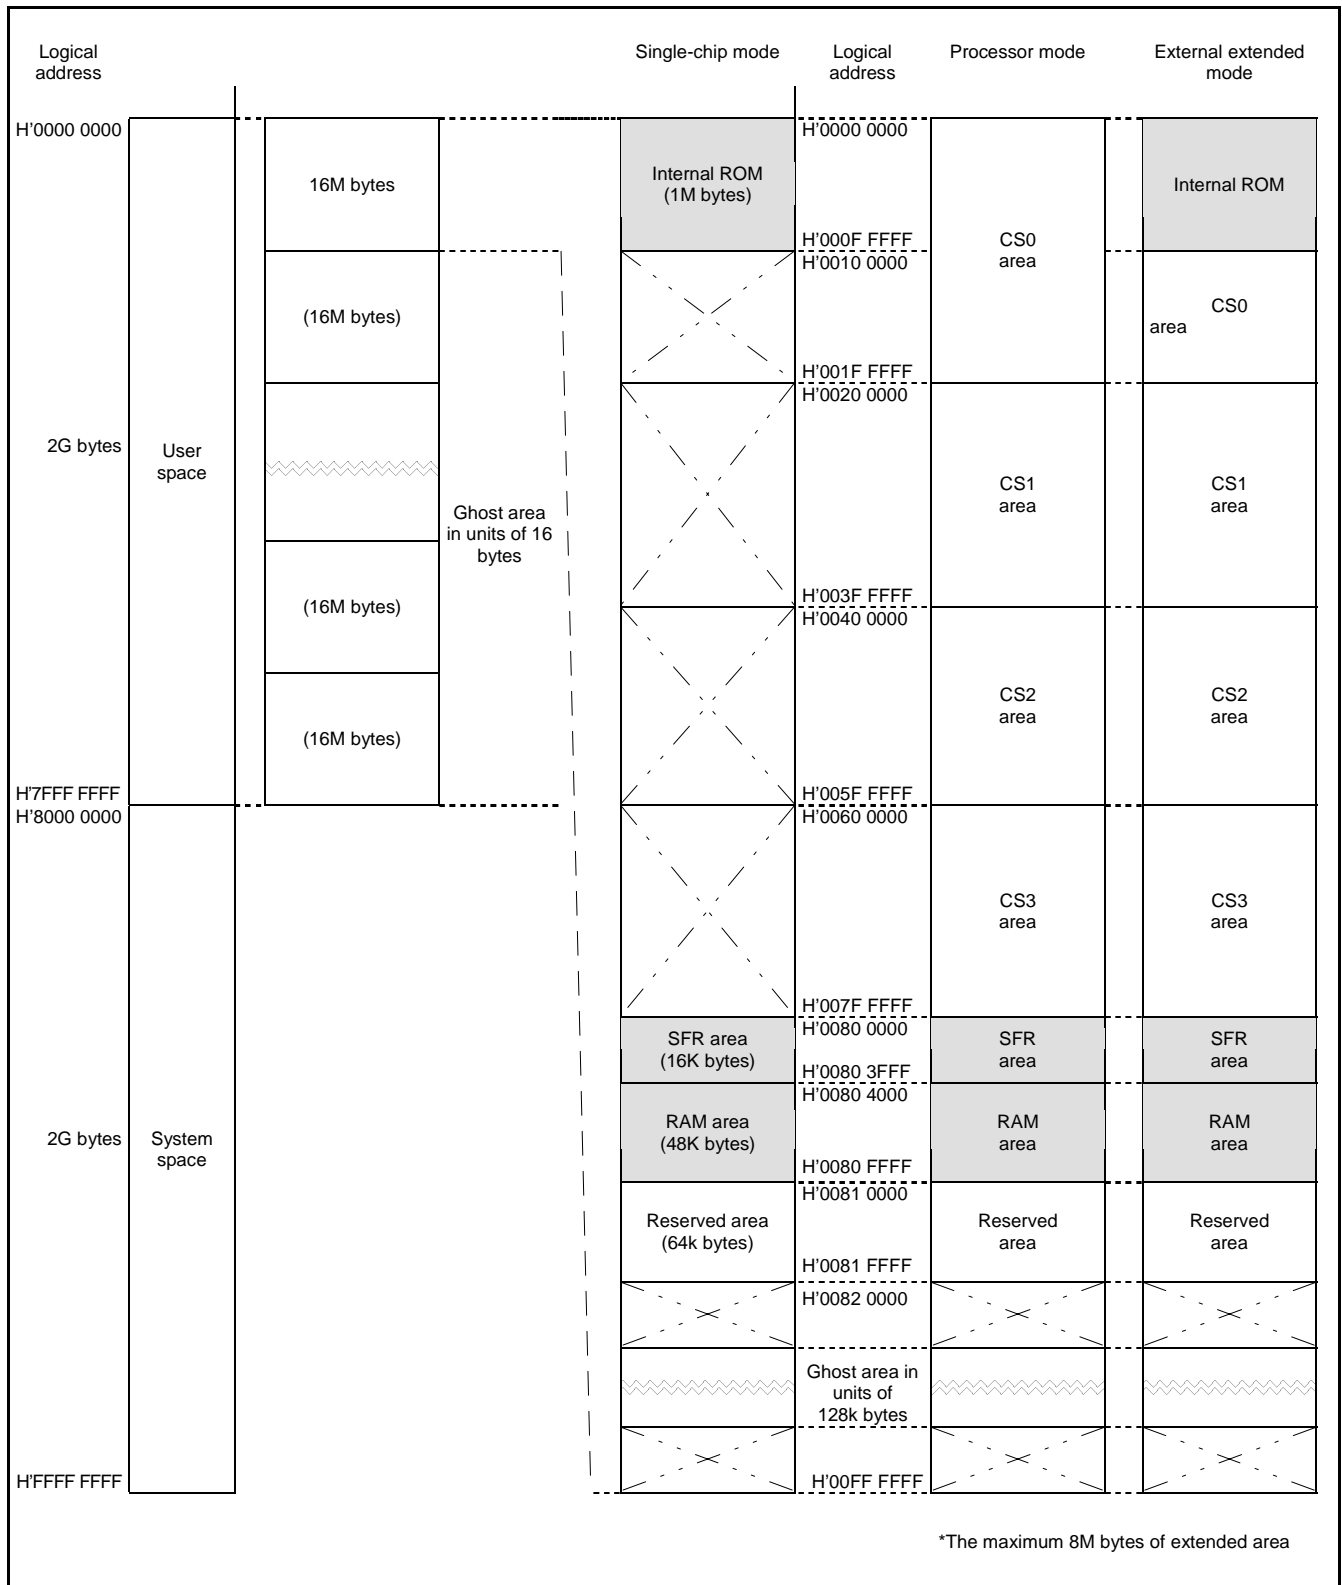 Logical
address
Single-chip mode
Logical
address
Processor mode
External extended
mode
H'0000 0000
16M bytes
(16M bytes)
2G bytes
User
space
Ghost area
in units of 16
bytes
(16M bytes)
(16M bytes)
H'7FFF FFFF
H'8000 0000
2G bytes
System
space
H'FFFF FFFF
Internal ROM
(1M bytes)
H'0000 0000
H'000F FFFF
H'0010 0000
CS0
area
Internal ROM
CS0
area
H'001F FFFF
H'0020 0000
CS1
area
CS1
area
H'003F FFFF
H'0040 0000
CS2
area
CS2
area
H'005F FFFF
H'0060 0000
CS3
area
CS3
area
H'007F FFFF
H'0080 0000
SFR area
(16K bytes)
SFR
area
SFR
area
H'0080 3FFF
H'0080 4000
RAM area
(48K bytes)
RAM
area
RAM
area
H'0080 FFFF
H'0081 0000
Reserved area
(64k bytes)
Reserved
area
Reserved
area
H'0081 FFFF
H'0082 0000
Ghost area in
units of
128k bytes
H'00FF FFFF
*The maximum 8M bytes of extended area